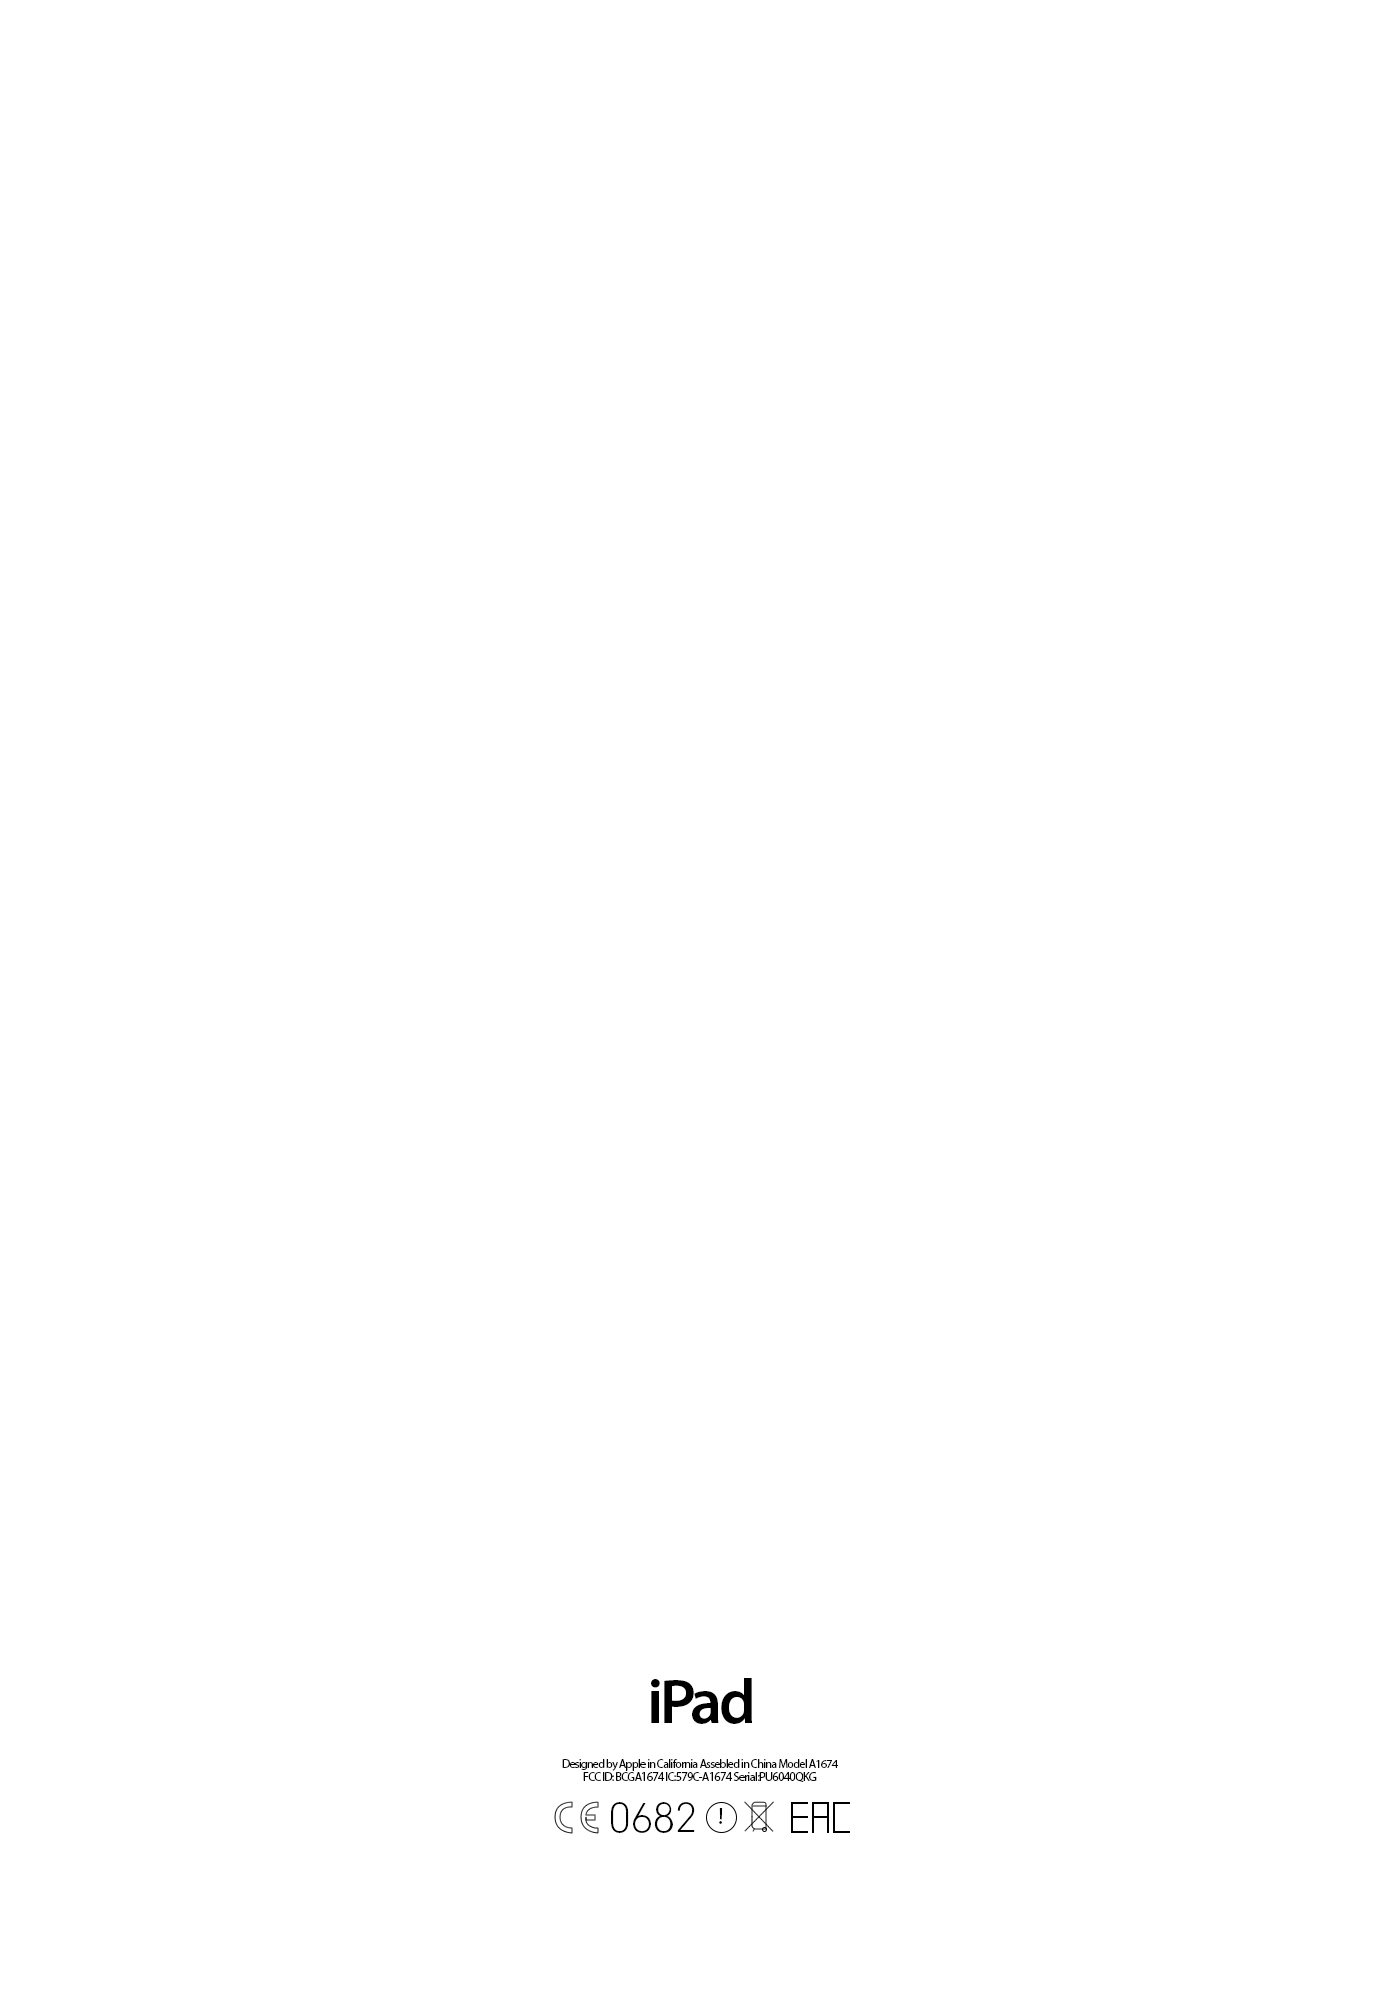 iPad
Designed by Apple in California Assebled in China Model A1674
FCC ID: BCGA1674 IC:579C-A1674 Serial:PU6040QKG
CE 0682 ! EAC